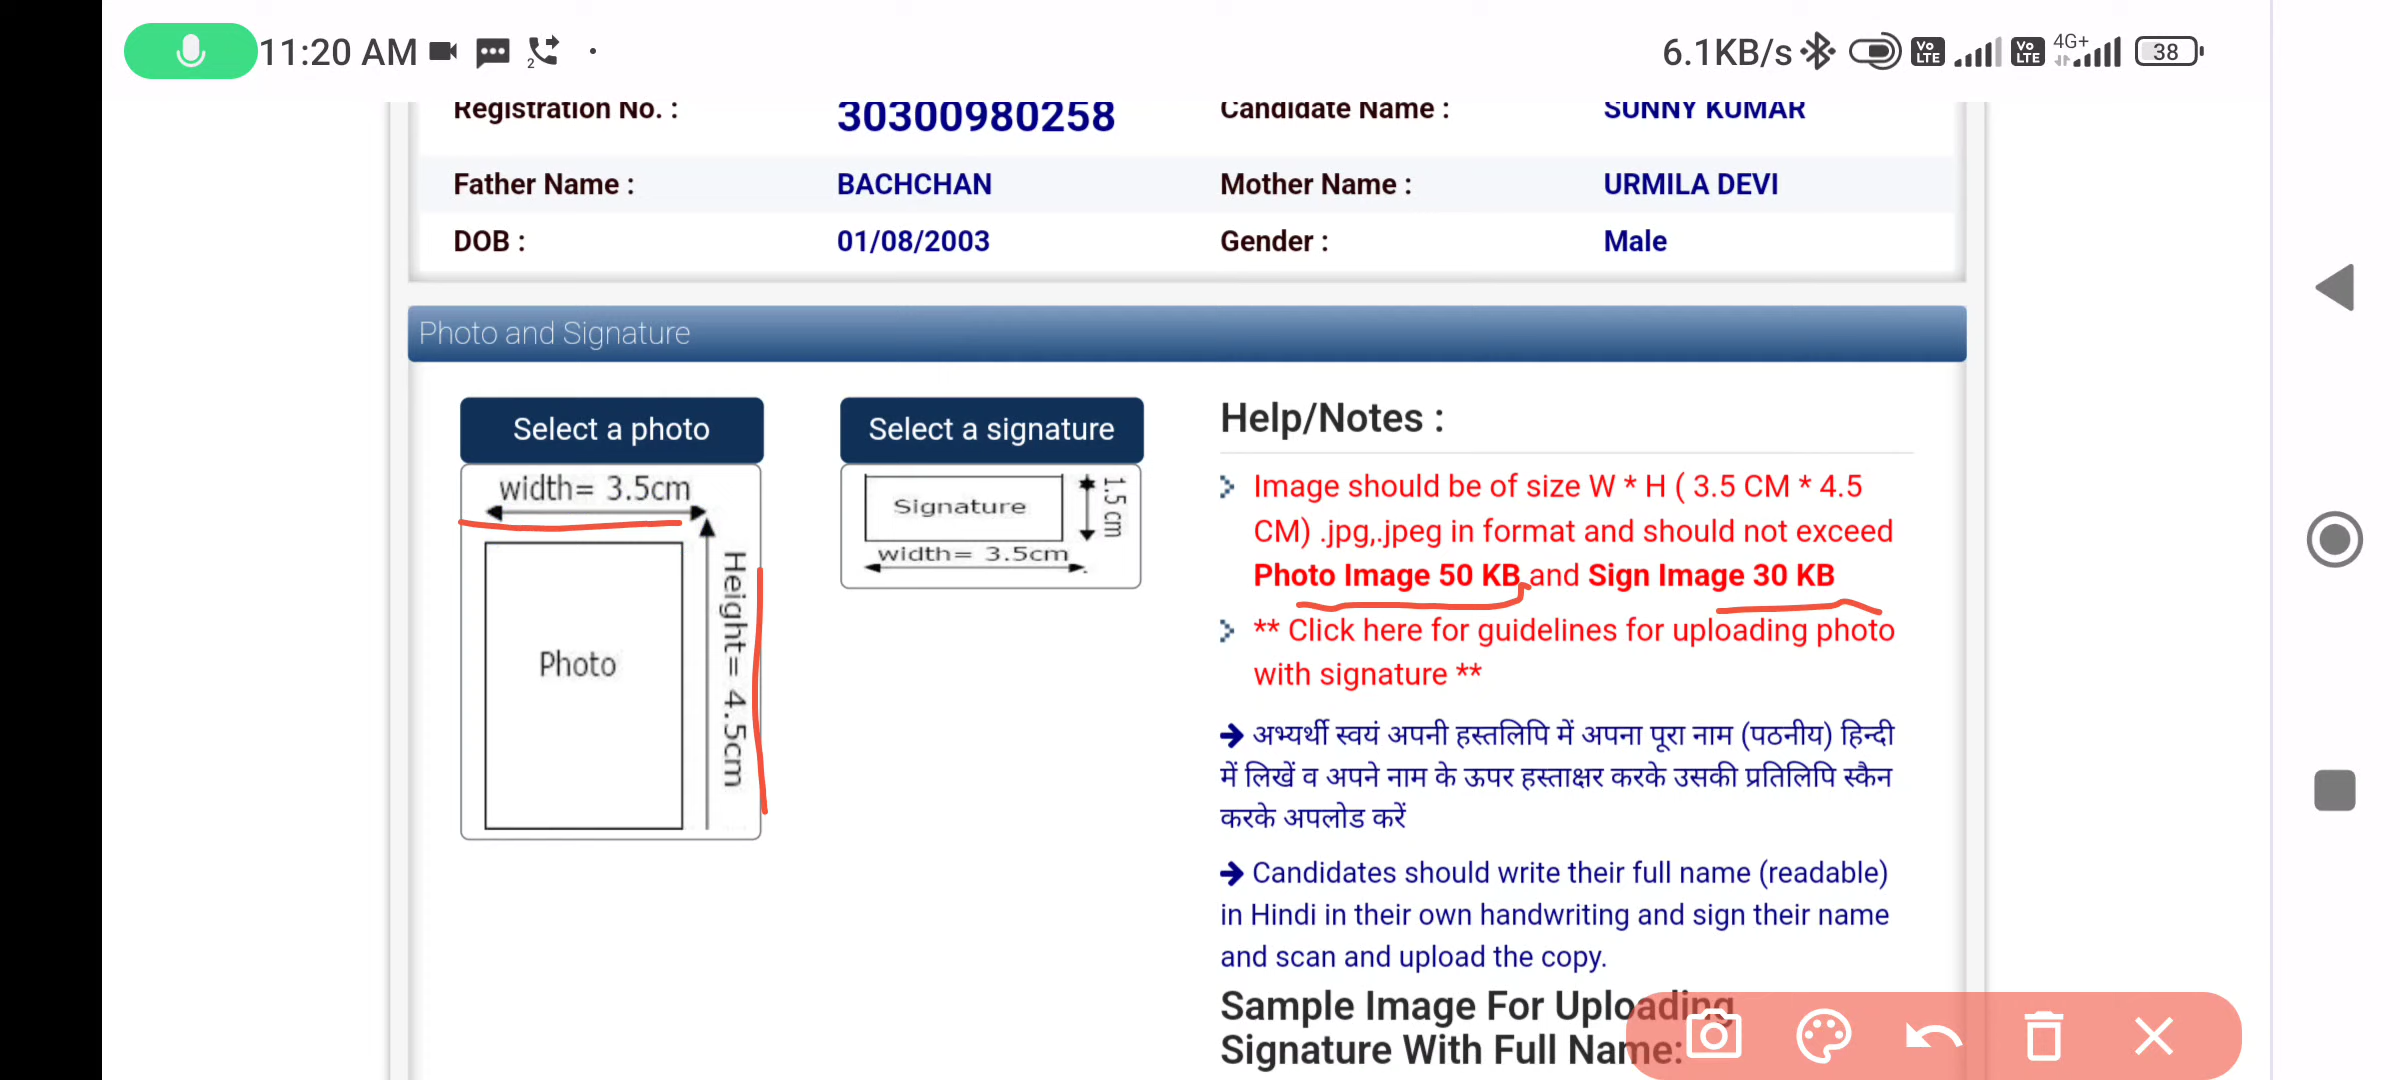 11:20 AM
2
6.1KB/s
Vo LTE
Vo LTE
4G+
38
Registration No. : 30300980258 Candidate Name : SUNNY KUMAR
Father Name : BACHCHAN Mother Name : URMILA DEVI
DOB : 01/08/2003 Gender : Male
Photo and Signature
Select a photo
width= 3.5cm
Height= 4.5cm
Photo
Select a signature
Signature
1.5 cm
width= 3.5cm
Help/Notes :
Image should be of size W * H ( 3.5 CM * 4.5
CM) .jpg,.jpeg in format and should not exceed
Photo Image 50 KB and Sign Image 30 KB
** Click here for guidelines for uploading photo
with signature **
अभ्यर्थी स्वयं अपनी हस्तलिपि में अपना पूरा नाम (पठनीय) हिन्दी
में लिखें व अपने नाम के ऊपर हस्ताक्षर करके उसकी प्रतिलिपि स्कैन
करके अपलोड करें
Candidates should write their full name (readable)
in Hindi in their own handwriting and sign their name
and scan and upload the copy.
Sample Image For Uploading
Signature With Full Name: